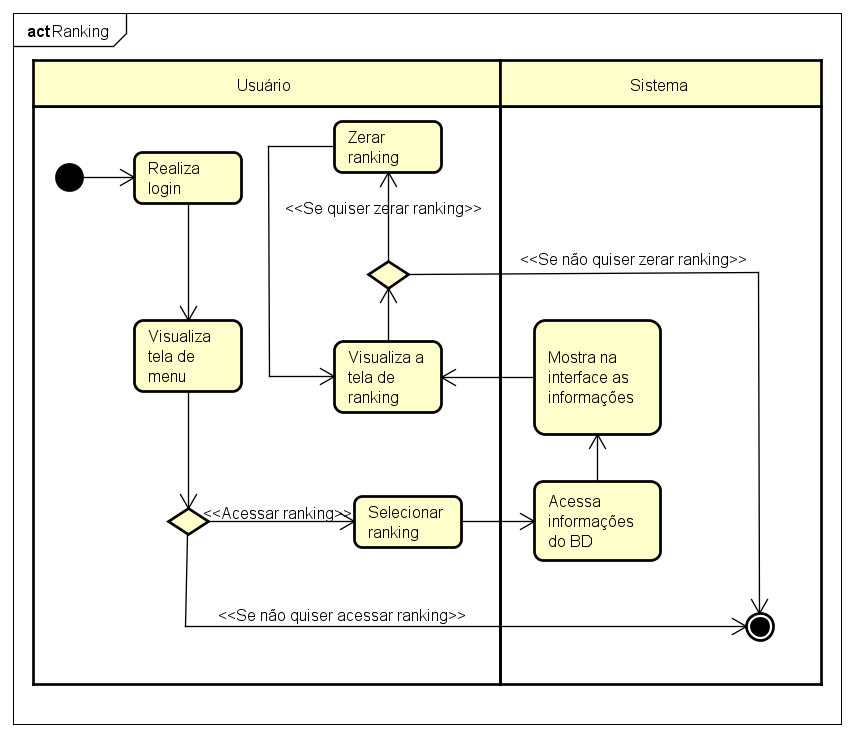 actRanking
Usuário
Sistema
Zerar
ranking
Realiza
login
<<Se quiser zerar ranking>>
<<Se não quiser zerar ranking>>
Visualiza
tela de
menu
Visualiza a
tela de
ranking
Mostra na
interface as
informações
<<Acessar ranking>>
Selecionar
ranking
Acessa
informações
do BD
<<Se não quiser acessar ranking>>